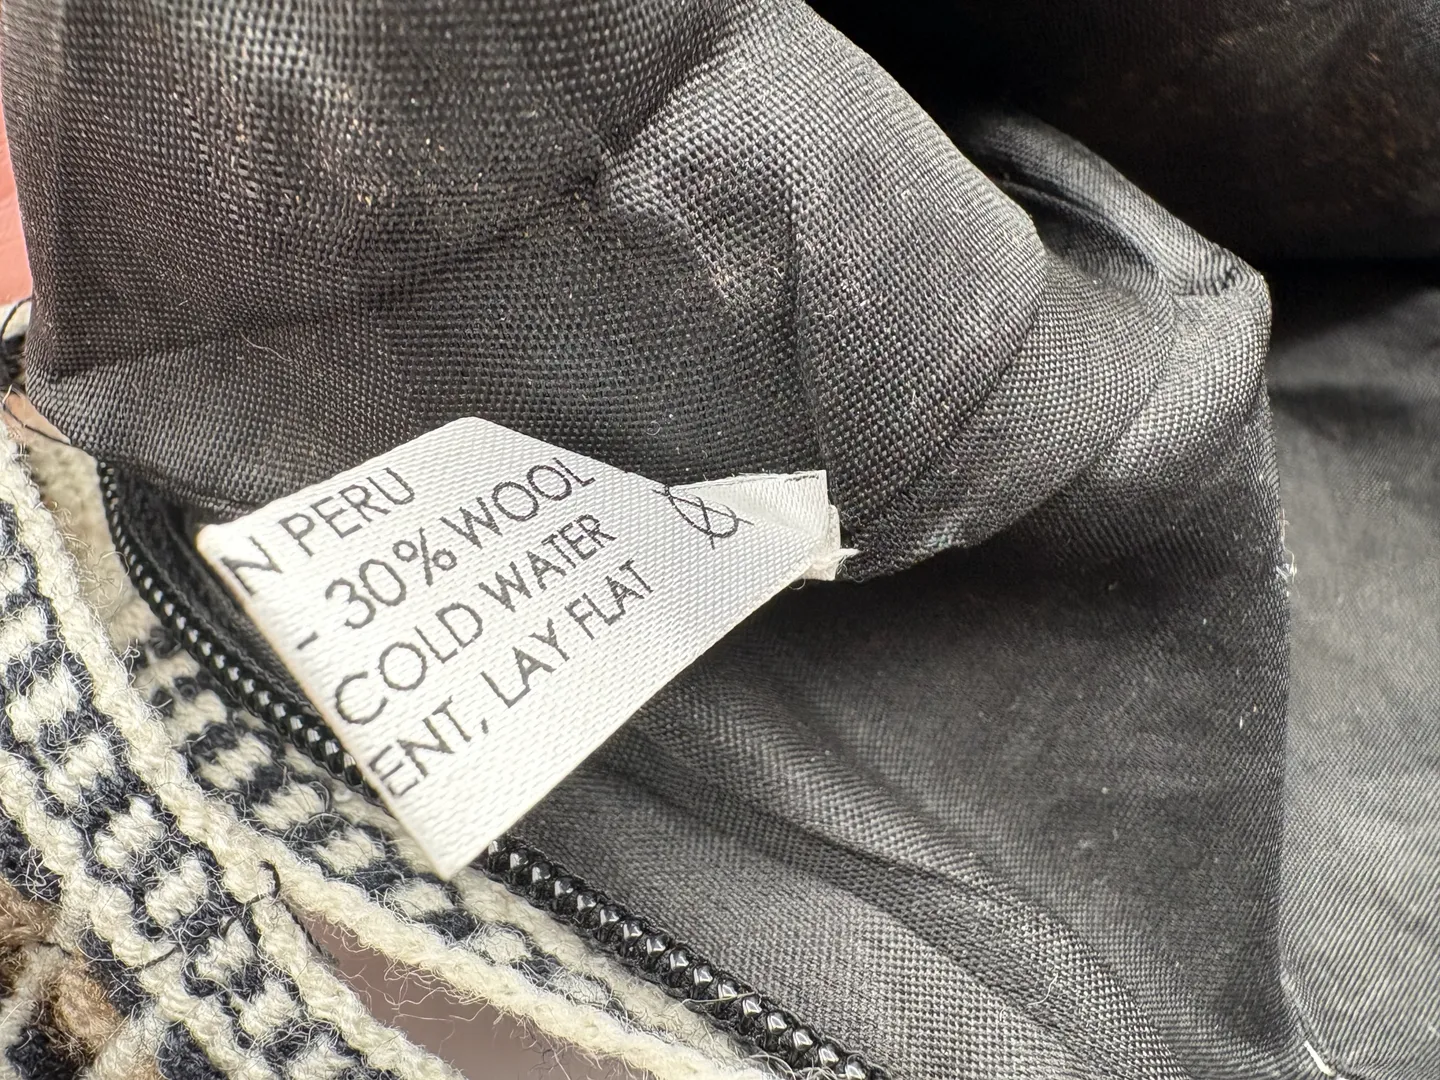 N PERU
- 30% WOOL
COLD WATER
ENT, LAY FLAT